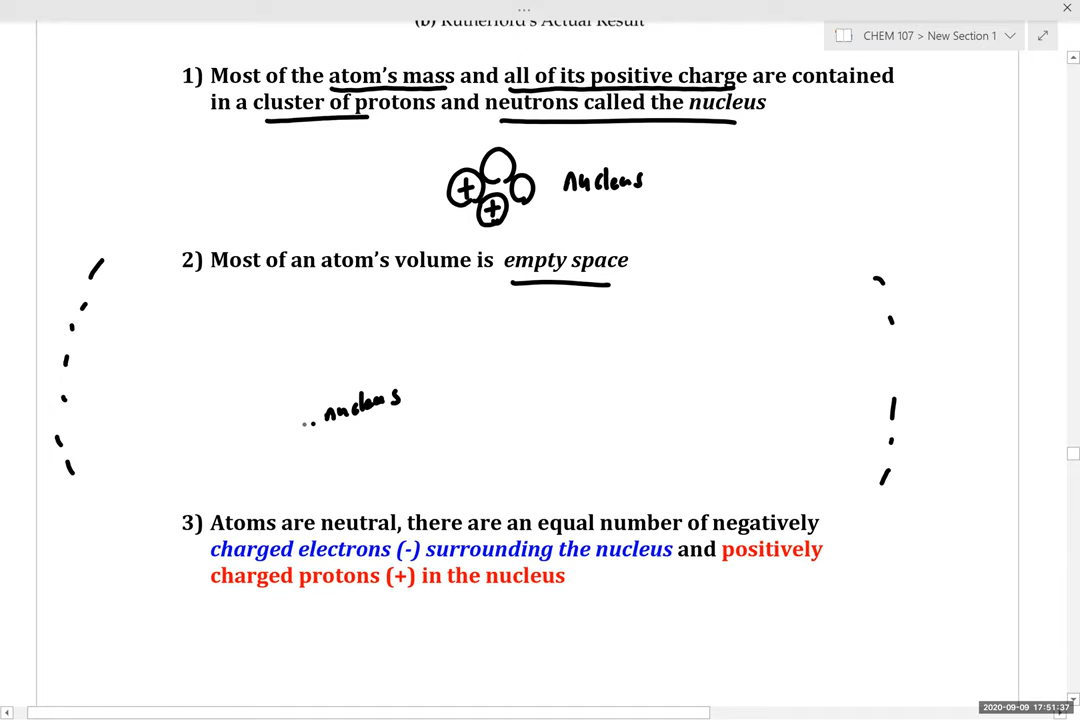 (b) Rutherford's Actual Result
CHEM 107 > New Section 1
1) Most of the atom's mass and all of its positive charge are contained
in a cluster of protons and neutrons called the nucleus
+
+
nucleus
2) Most of an atom's volume is empty space
nucleus
3) Atoms are neutral, there are an equal number of negatively
charged electrons (-) surrounding the nucleus and positively
charged protons (+) in the nucleus
2020-09-09 17:51:37